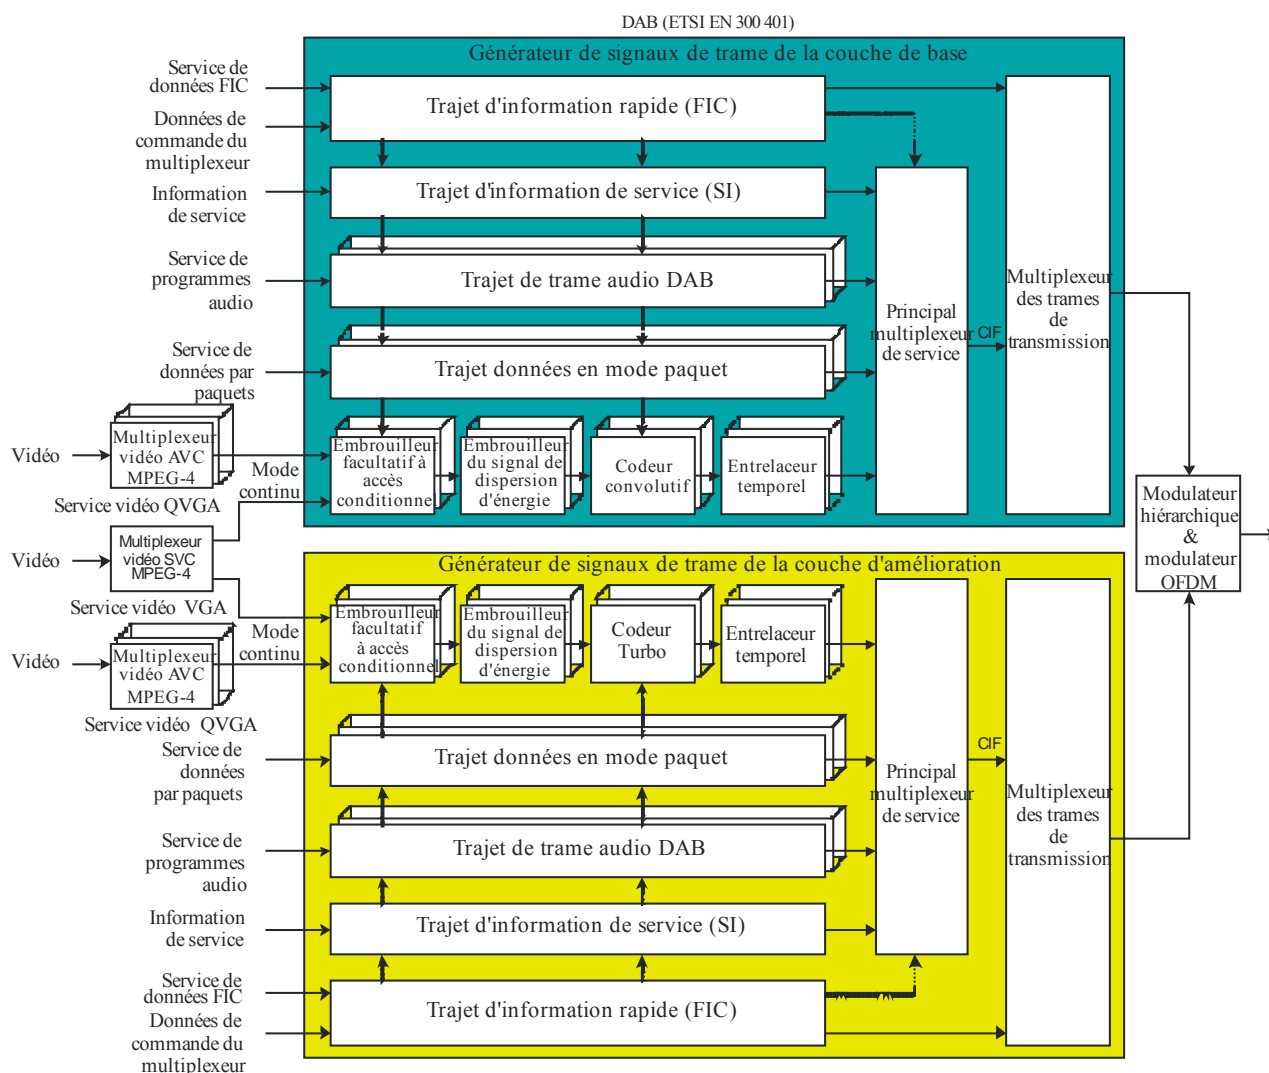 DAB (ETSI EN 300 401)
Générateur de signaux de trame de la couche de base
Service de
données FIC
Données de
commande du
multiplexeur
Trajet d'information rapide (FIC)
Information
de service
Trajet d'information de service (SI)
Service de
programmes
audio
Trajet de trame audio DAB
Service de
données par
paquets
Trajet données en mode paquet
Principal
multiplexeur
de service
CIF
Multiplexeur
des trames
de
transmission
Vidéo
Multiplexeur
vidéo AVC
MPEG-4
Service vidéo QVGA
Mode
continu
Embrouilleur
facultatif à
accès
conditionne
Embrouilleur
du signal de
dispersion
d'énergie
Codeur
convolutif
Entrelaceur
temporel
Vidéo
Multiplexeur
vidéo SVC
MPEG-4
Service vidéo VGA
Modulateur
hiérarchique
&
modulateur
OFDM
Générateur de signaux de trame de la couche d'amélioration
Vidéo
Multiplexeur
vidéo AVC
MPEG-4
Service vidéo QVGA
Mode
continu
Embrouilleur
facultatif
à accès
conditionnel
Embrouilleur
du signal de
dispersion
d'énergie
Codeur
Turbo
Entrelaceur
temporel
Service de
données
par paquets
Trajet données en mode paquet
Principal
multiplexeur
de service
CIF
Multiplexeur
des trames
de
transmission
Service de
programmes
audio
Trajet de trame audio DAB
Information
de service
Trajet d'information de service (SI)
Service de
données FIC
Données de
commande du
multiplexeur
Trajet d'information rapide (FIC)